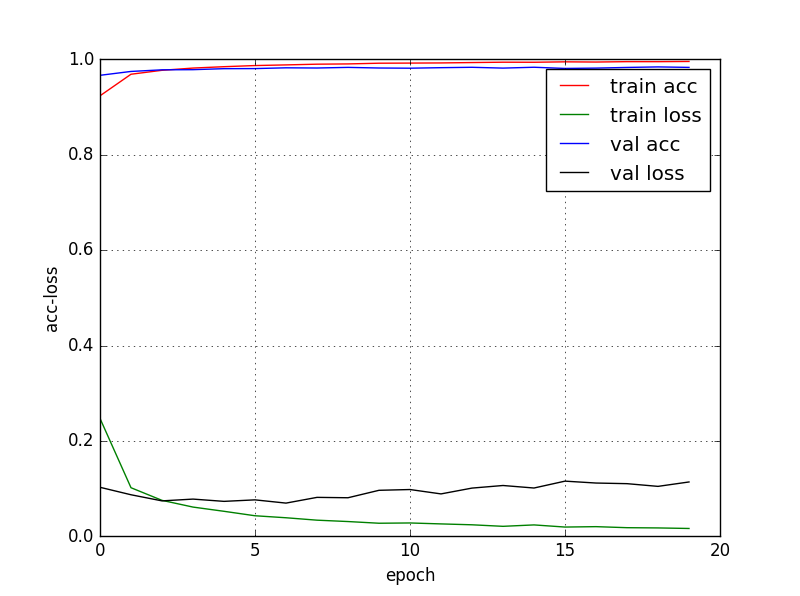 1.0
0.8
0.6
0.4
0.2
0.0
acc-loss
train acc
train loss
val acc
val loss
0 5 10 15 20
epoch